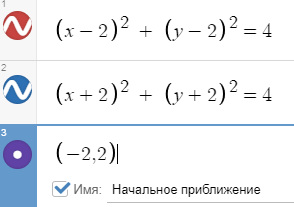 1
(x − 2)² + (y − 2)² = 4
2
(x + 2)² + (y + 2)² = 4
3
(−2,2)
Имя: Начальное приближение